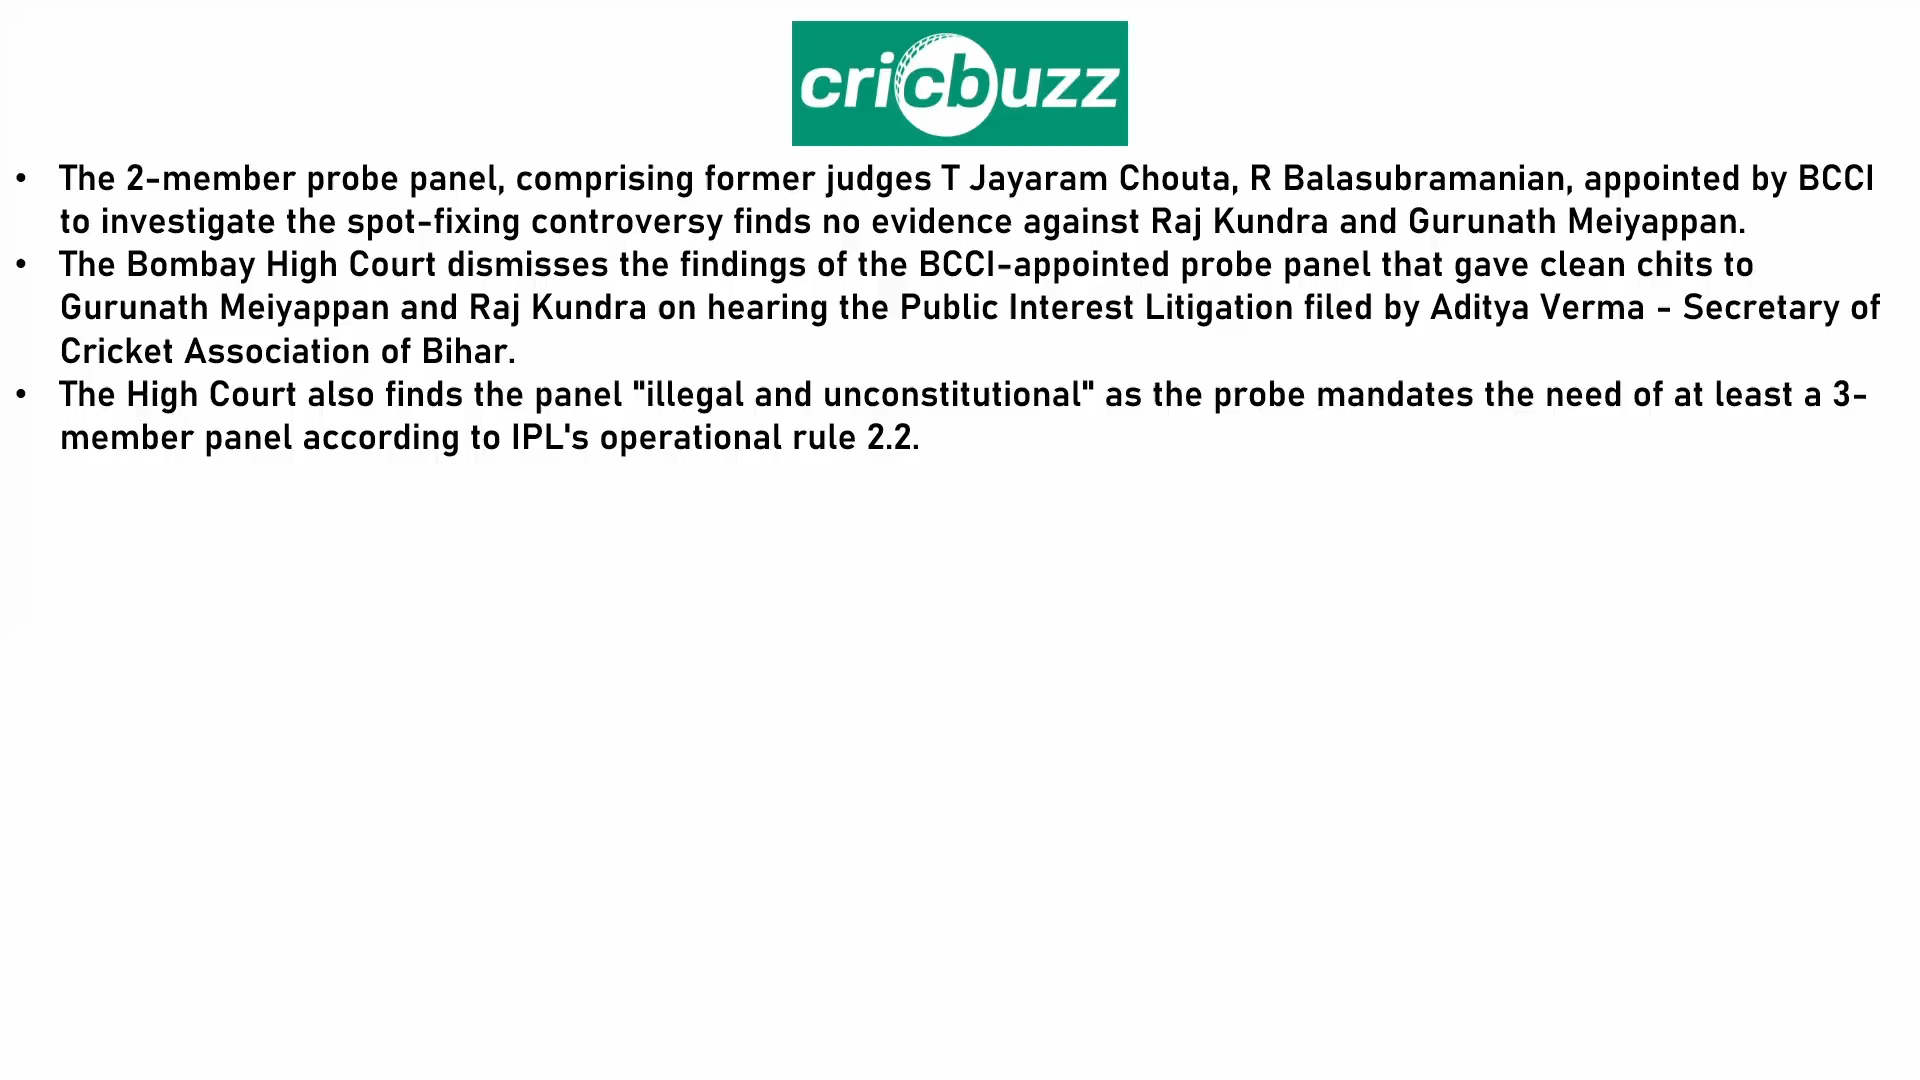 cricbuzz
• The 2-member probe panel, comprising former judges T Jayaram Chouta, R Balasubramanian, appointed by BCCI
to investigate the spot-fixing controversy finds no evidence against Raj Kundra and Gurunath Meiyappan.
• The Bombay High Court dismisses the findings of the BCCI-appointed probe panel that gave clean chits to
Gurunath Meiyappan and Raj Kundra on hearing the Public Interest Litigation filed by Aditya Verma - Secretary of
Cricket Association of Bihar.
• The High Court also finds the panel "illegal and unconstitutional" as the probe mandates the need of at least a 3-
member panel according to IPL's operational rule 2.2.